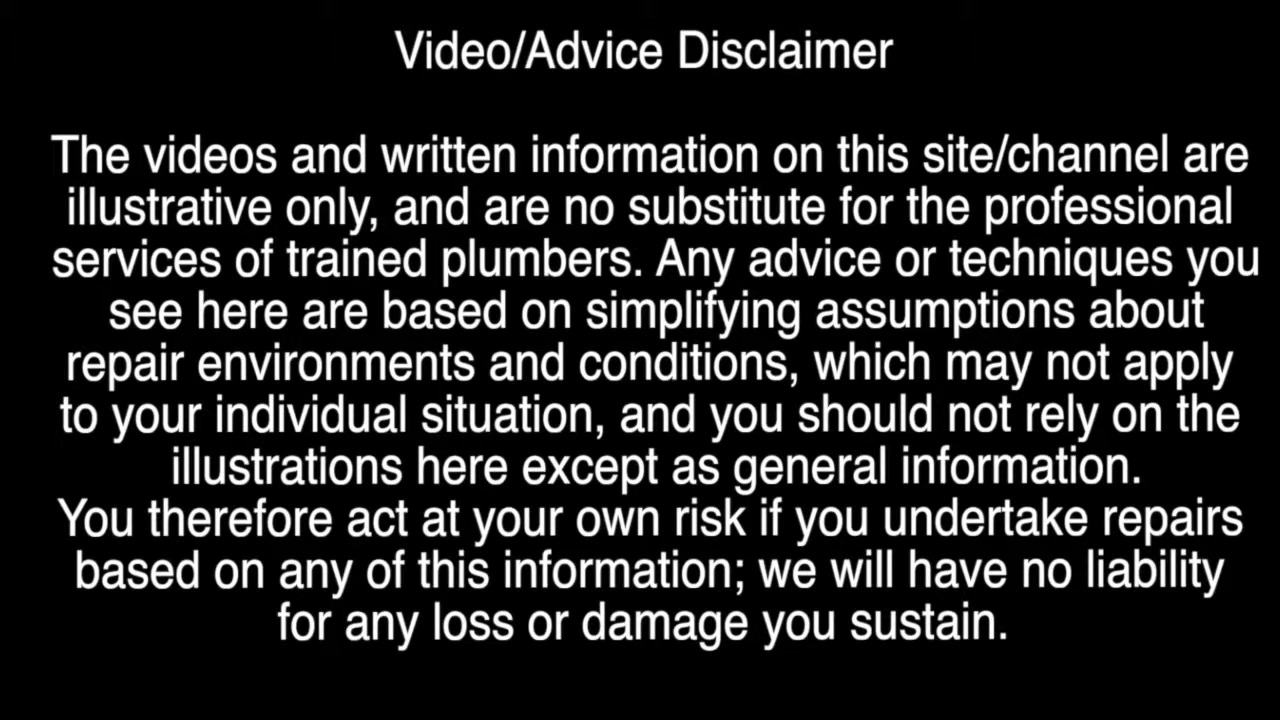 Video/Advice Disclaimer
The videos and written information on this site/channel are
illustrative only, and are no substitute for the professional
services of trained plumbers. Any advice or techniques you
see here are based on simplifying assumptions about
repair environments and conditions, which may not apply
to your individual situation, and you should not rely on the
illustrations here except as general information.
You therefore act at your own risk if you undertake repairs
based on any of this information; we will have no liability
for any loss or damage you sustain.